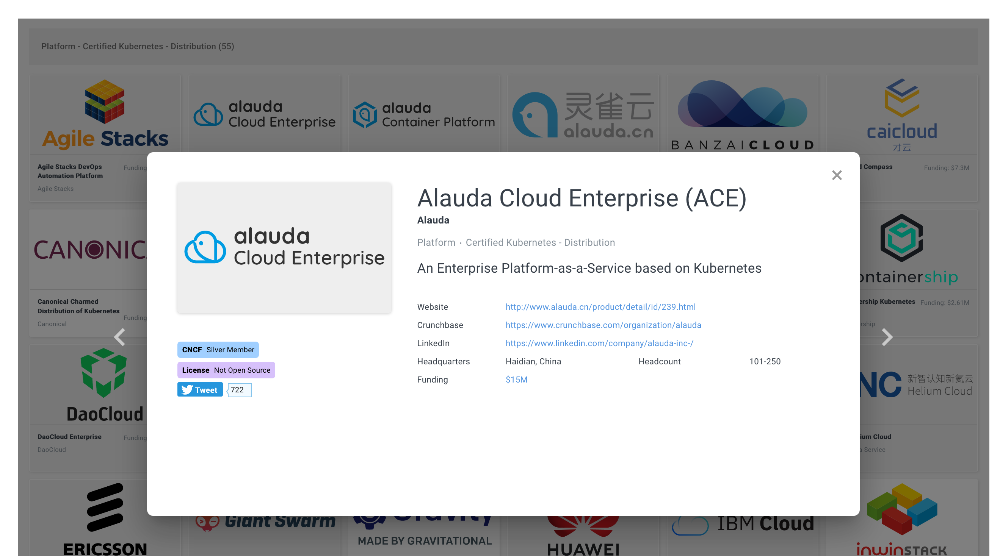 Platform - Certified Kubernetes - Distribution (55)
Agile Stacks
alauda
Cloud Enterprise
alauda
Container Platform
灵雀云
alauda.cn
BANZAICLOUD
caicloud
才云
Agile Stacks DevOps
Automation Platform
Funding
Agile Stacks
Compass
Funding: $7.3M
alauda
Cloud Enterprise
Alauda Cloud Enterprise (ACE)
Alauda
Platform · Certified Kubernetes - Distribution
An Enterprise Platform-as-a-Service based on Kubernetes
Website http://www.alauda.cn/product/detail/id/239.html
Crunchbase https://www.crunchbase.com/organization/alauda
LinkedIn https://www.linkedin.com/company/alauda-inc-/
Headquarters Haidian, China Headcount 101-250
Funding $15M
CNCF Silver Member
License Not Open Source
Tweet 722
Canonical Charmed
Distribution of Kubernetes
Funding
Canonical
ship
Kubernetes
Funding: $2.61M
DaoCloud
DaoCloud Enterprise
Funding
DaoCloud
NC
新智认知新氦云
Helium Cloud
Cloud
Service
ERICSSON
Giant Swarm
Gravity
MADE BY GRAVITATIONAL
HUAWEI
IBM Cloud
inwinSTACK